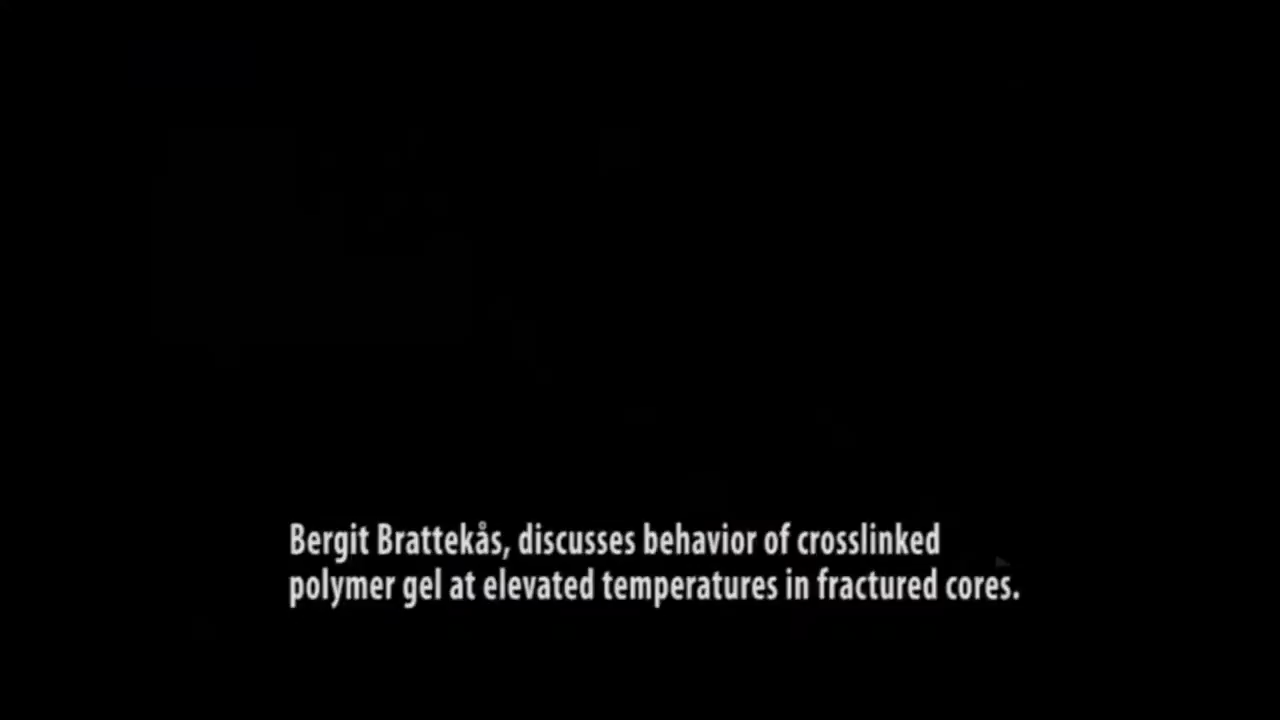 Bergit Brattekås, discusses behavior of crosslinked
polymer gel at elevated temperatures in fractured cores.